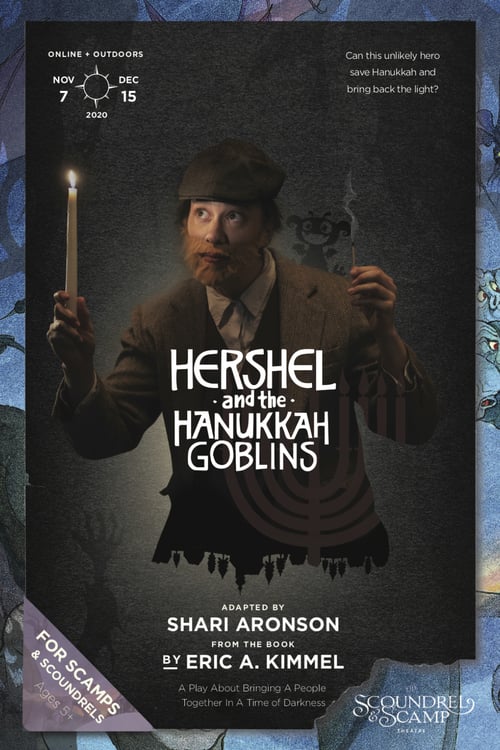 ONLINE + OUTDOORS
NOV DEC
7 15
2020
Can this unlikely hero
save Hanukkah and
bring back the light?
HERSHEL
· and the ·
HANUKKAH
GOBLINS
ADAPTED BY
SHARI ARONSON
FROM THE BOOK
BY ERIC A. KIMMEL
A Play About Bringing A People
Together In A Time of Darkness
FOR SCAMPS
& SCOUNDRELS
Ages 5+
THE
SCOUNDREL
& SCAMP
THEATRE